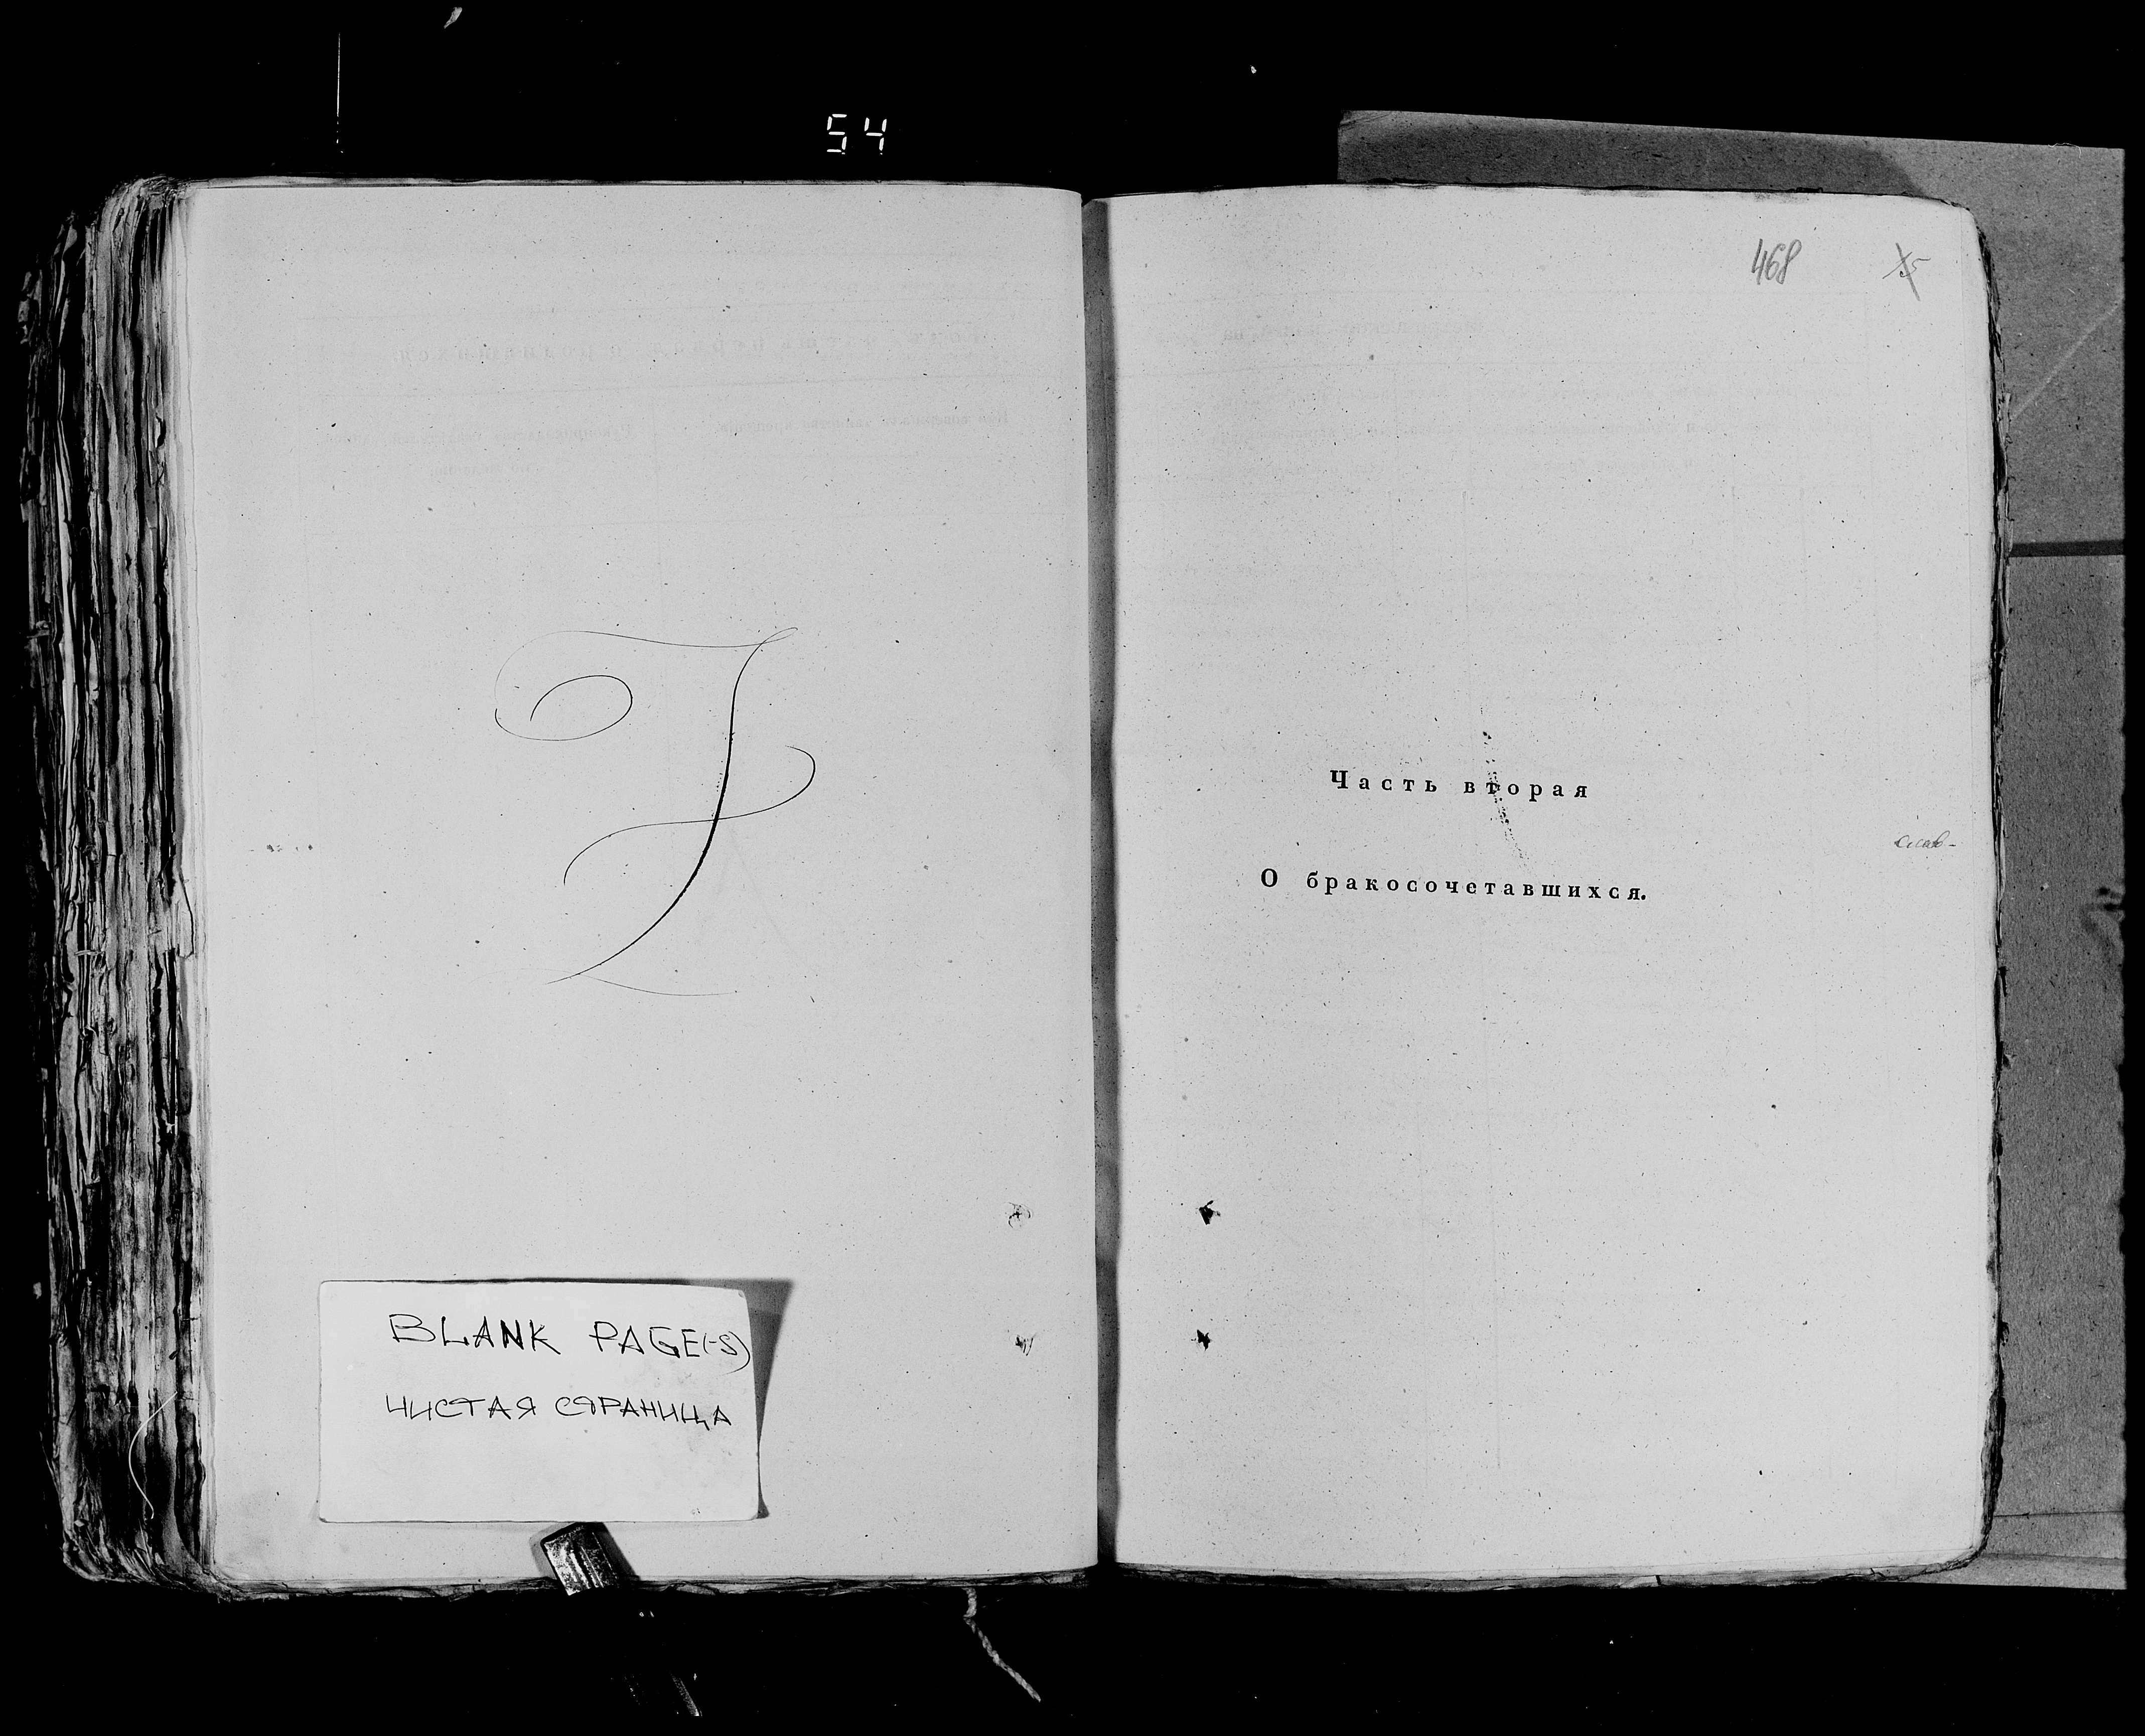 54
Z
BLANK PAGE(-S)
ЧИСТАЯ СТРАНИЦА
468
Часть вторая
О бракосочетавшихся.